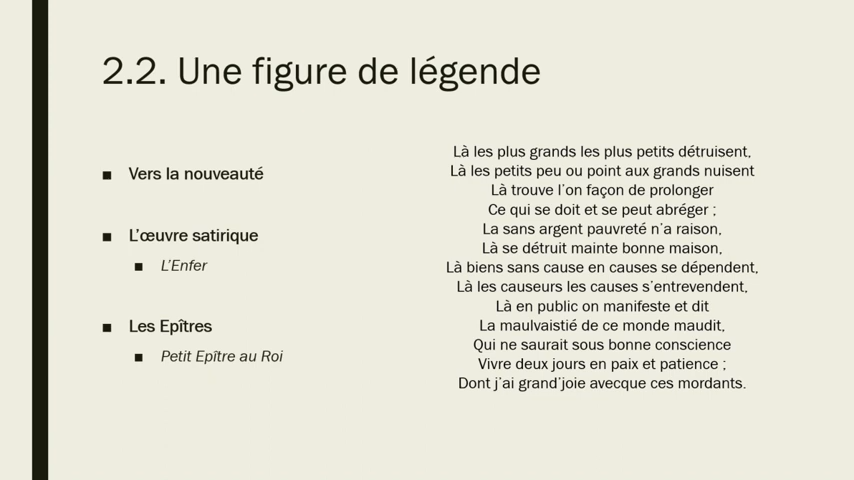 2.2. Une figure de légende
■ Vers la nouveauté
■ L'œuvre satirique
■ L'Enfer
■ Les Epîtres
■ Petit Epître au Roi
Là les plus grands les plus petits détruisent,
Là les petits peu ou point aux grands nuisent
Là trouve l'on façon de prolonger
Ce qui se doit et se peut abréger ;
La sans argent pauvreté n'a raison,
Là se détruit mainte bonne maison,
Là biens sans cause en causes se dépendent,
Là les causeurs les causes s'entrevendent,
Là en public on manifeste et dit
La maulvaistié de ce monde maudit,
Qui ne saurait sous bonne conscience
Vivre deux jours en paix et patience ;
Dont j'ai grand'joie avecque ces mordants.